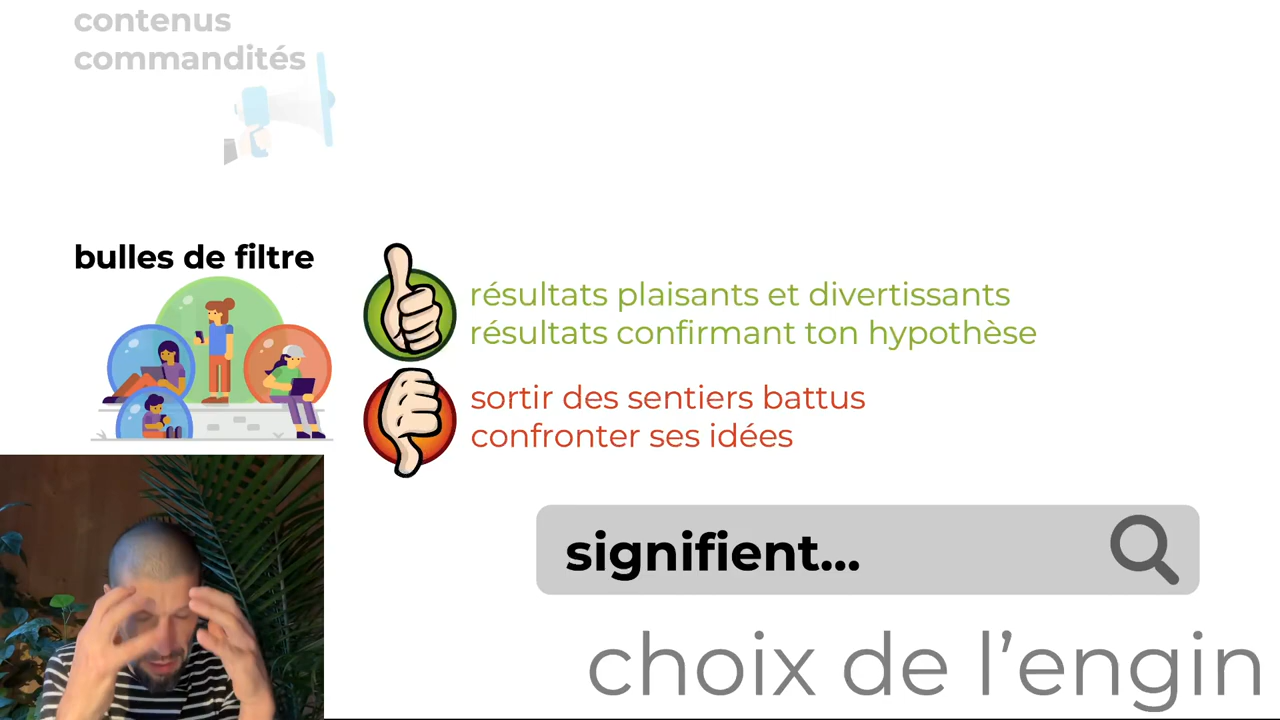 contenus
commandités
bulles de filtre
résultats plaisants et divertissants
résultats confirmant ton hypothèse
sortir des sentiers battus
confronter ses idées
signifient...
choix de l'engin